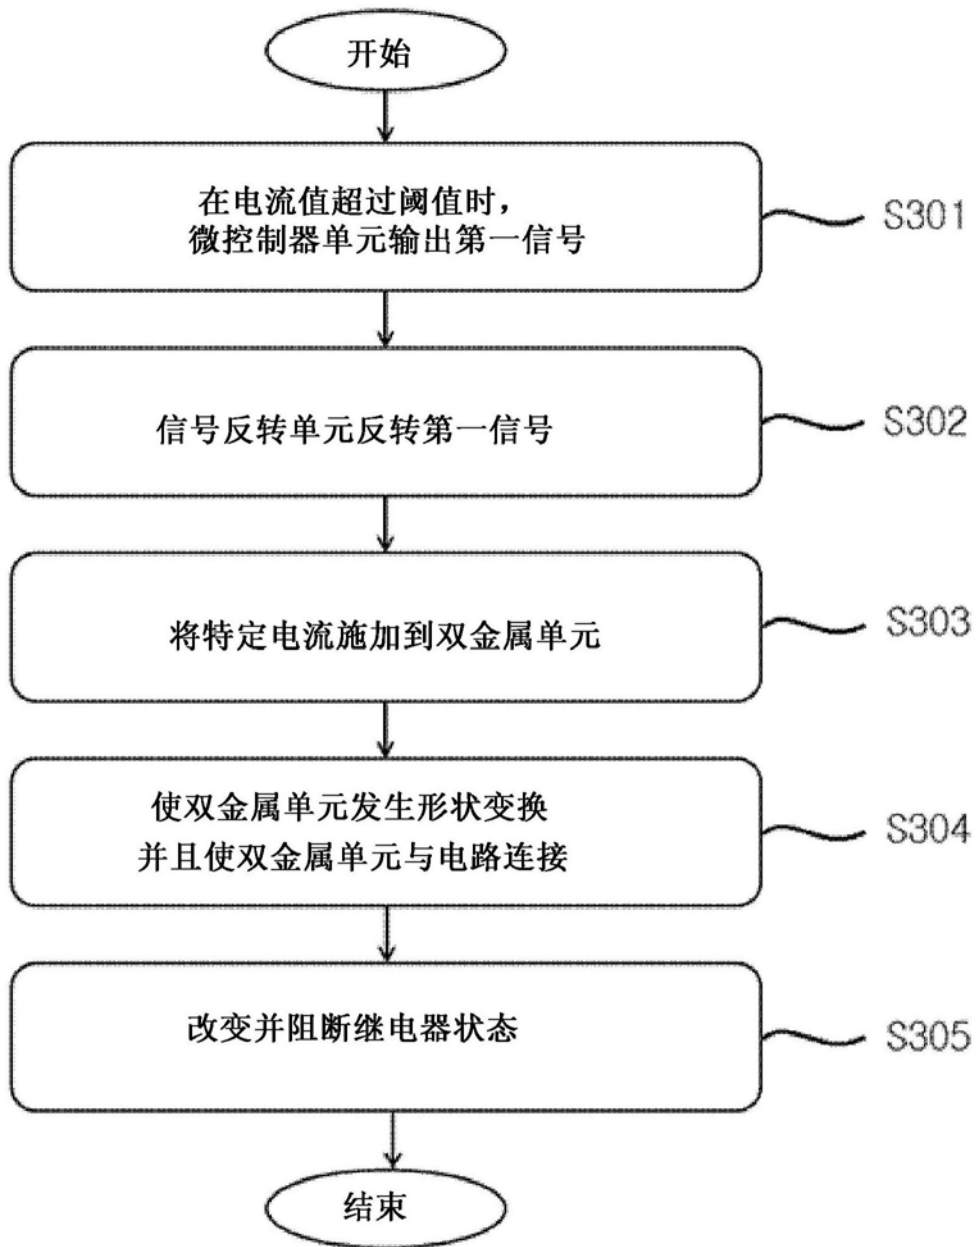 开始
在电流值超过阈值时，
微控制器单元输出第一信号
S301
信号反转单元反转第一信号
S302
将特定电流施加到双金属单元
S303
使双金属单元发生形状变换
并且使双金属单元与电路连接
S304
改变并阻断继电器状态
S305
结束